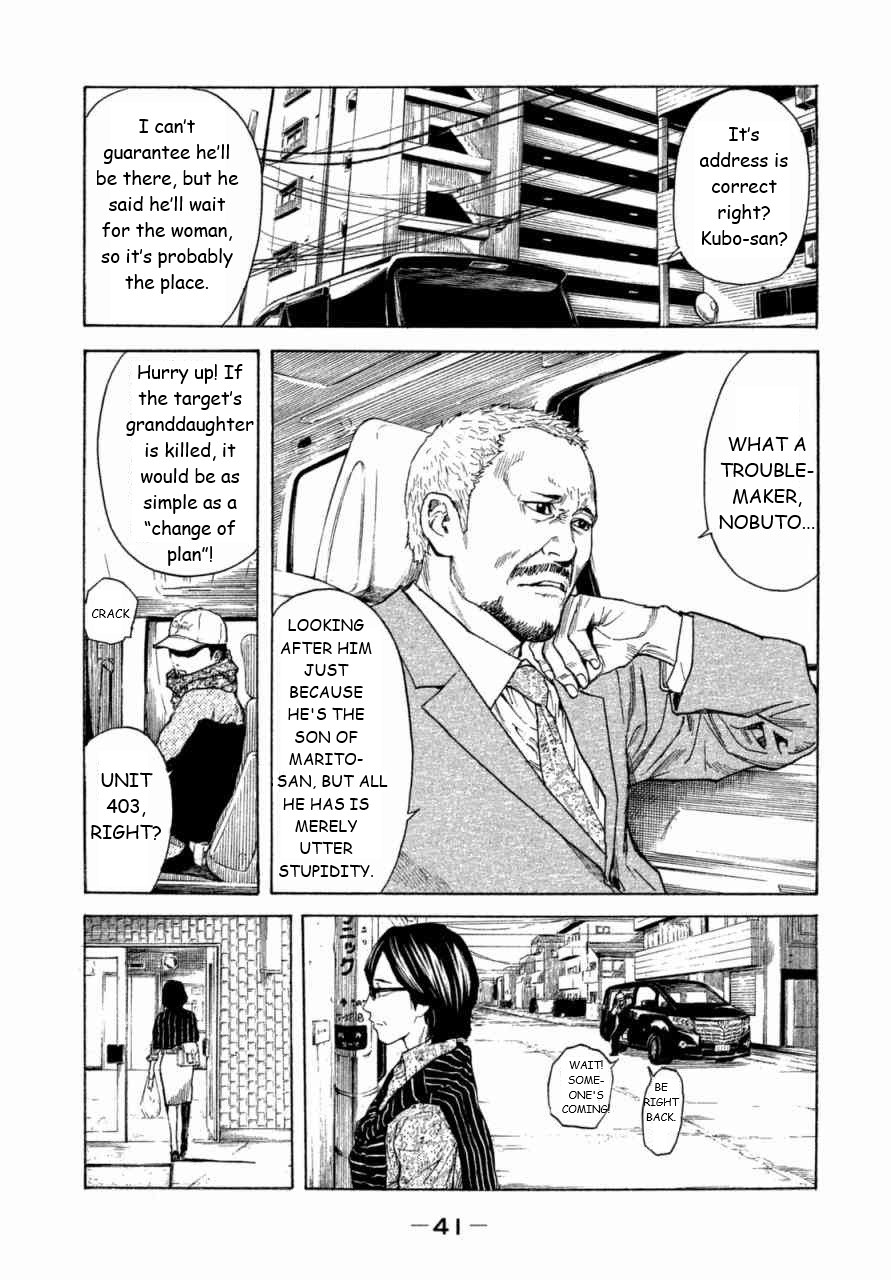 It's
address is
correct
right?
Kubo-san?
I can't
guarantee he'll
be there, but he
said he'll wait
for the woman,
so it's probably
the place.
WHAT A
TROUBLE-
MAKER,
NOBUTO...
LOOKING
AFTER HIM
JUST
BECAUSE
HE'S THE
SON OF
MARITO-
SAN, BUT ALL
HE HAS IS
MERELY
UTTER
STUPIDITY.
Hurry up! If
the target's
granddaughter
is killed, it
would be as
simple as a
"change of
plan"!
CRACK
UNIT
403,
RIGHT?
ニック
WAIT!
SOME-
ONE'S
COMING!
BE
RIGHT
BACK.
-41-